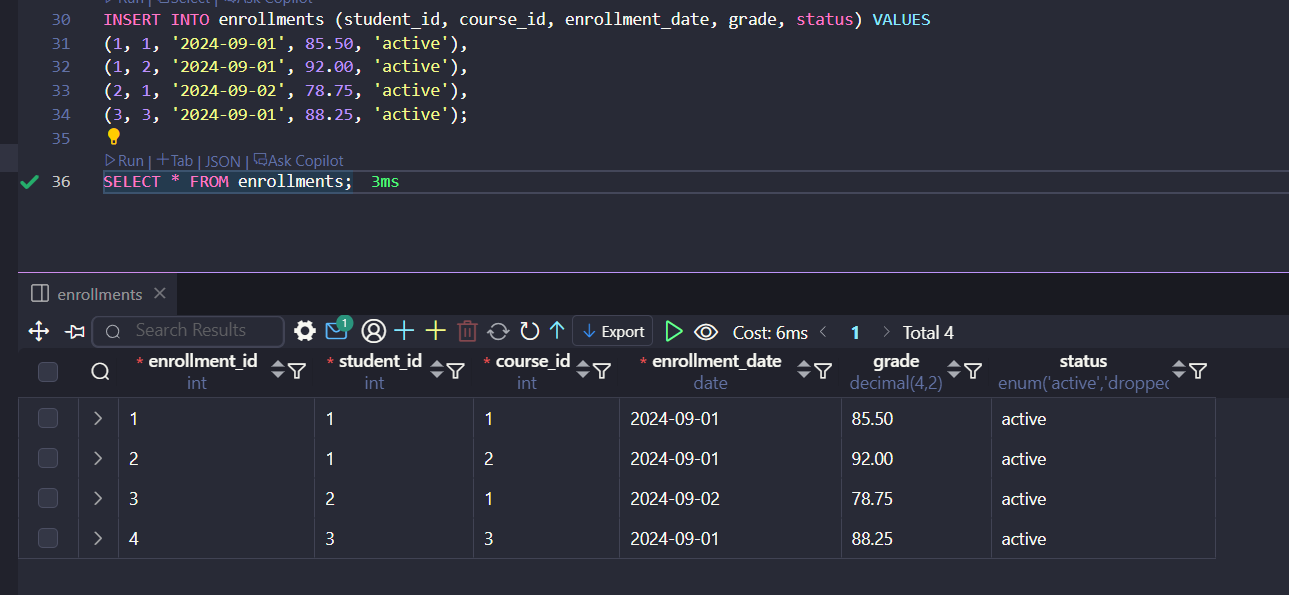 Run | Select | Ask Copilot
30 INSERT INTO enrollments (student_id, course_id, enrollment_date, grade, status) VALUES
31 (1, 1, '2024-09-01', 85.50, 'active'),
32 (1, 2, '2024-09-01', 92.00, 'active'),
33 (2, 1, '2024-09-02', 78.75, 'active'),
34 (3, 3, '2024-09-01', 88.25, 'active');
35
Run | +Tab | JSON | Ask Copilot
36 SELECT * FROM enrollments; 3ms
enrollments
Search Results 1 Export Cost: 6ms < 1 > Total 4
* enrollment_id * student_id * course_id * enrollment_date grade status
int int int date decimal(4,2) enum('active','dropped
1 1 1 2024-09-01 85.50 active
2 1 2 2024-09-01 92.00 active
3 2 1 2024-09-02 78.75 active
4 3 3 2024-09-01 88.25 active